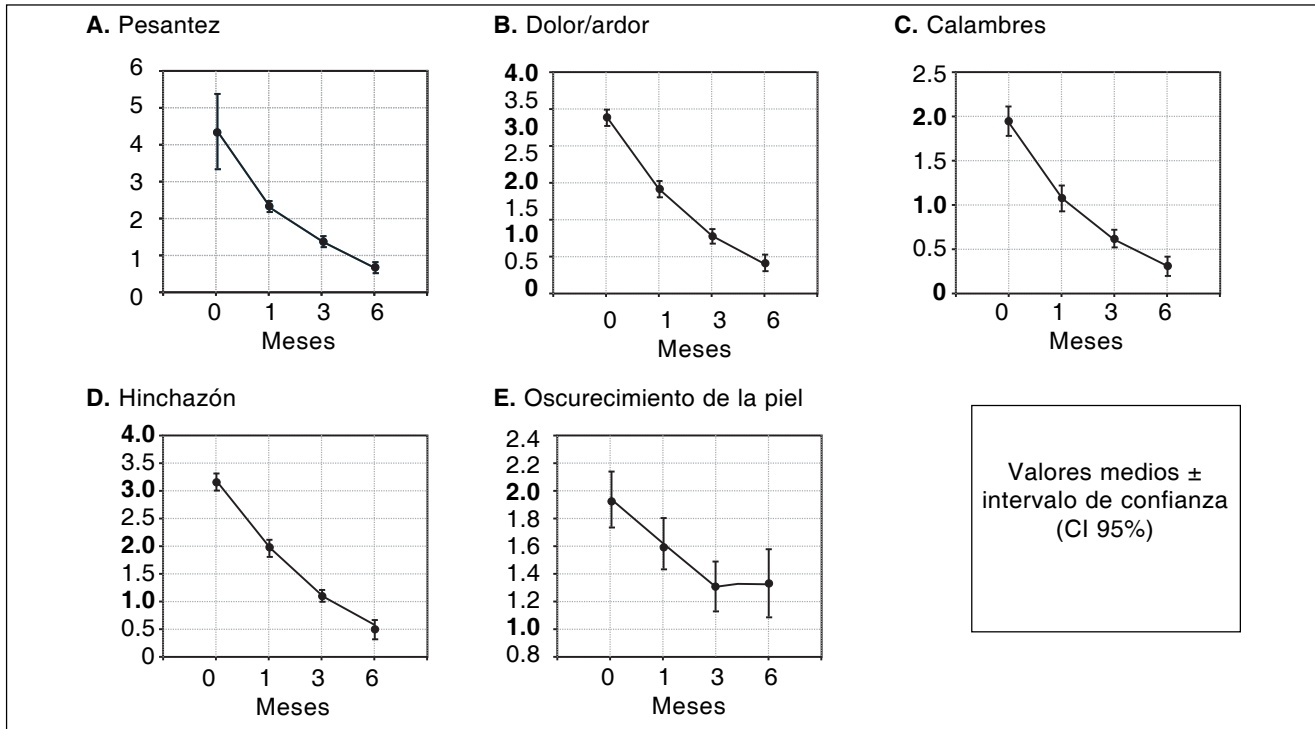 A. Pesantez
6
5
4
3
2
1
0
0 1 3 6
Meses
B. Dolor/ardor
4.0
3.5
3.0
2.5
2.0
1.5
1.0
0.5
0
0 1 3 6
Meses
C. Calambres
2.5
2.0
1.5
1.0
0.5
0
0 1 3 6
Meses
D. Hinchazón
4.0
3.5
3.0
2.5
2.0
1.5
1.0
0.5
0
0 1 3 6
Meses
E. Oscurecimiento de la piel
2.4
2.2
2.0
1.8
1.6
1.4
1.2
1.0
0.8
0 1 3 6
Meses
Valores medios ±
intervalo de confianza
(CI 95%)